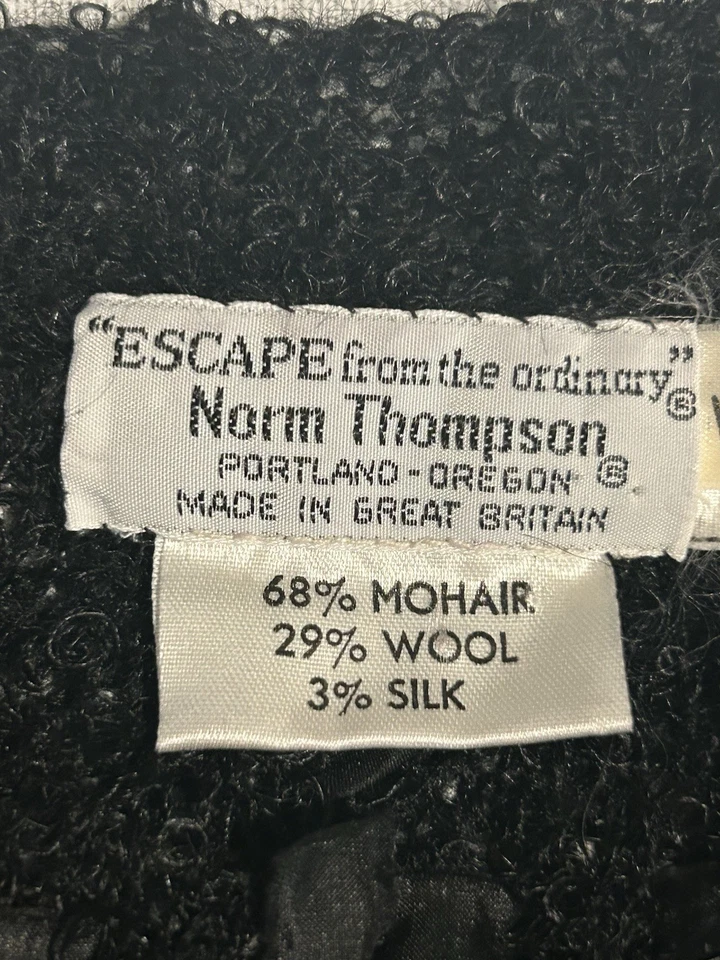 “ESCAPE from the ordinary”®
Norm Thompson®
PORTLAND-OREGON
MADE IN GREAT BRITAIN
68% MOHAIR
29% WOOL
3% SILK